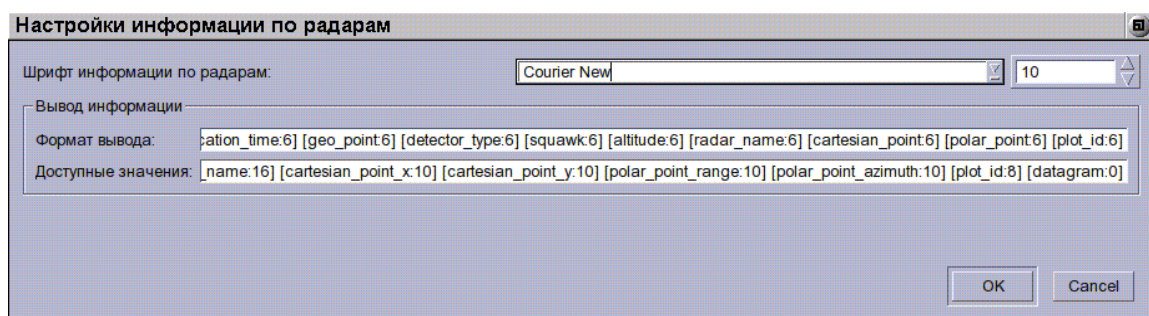 Настройки информации по радарам
Шрифт информации по радарам: Courier New 10
Вывод информации
Формат вывода: ation_time:6] [geo_point:6] [detector_type:6] [squawk:6] [altitude:6] [radar_name:6] [cartesian_point:6] [polar_point:6] [plot_id:6]
Доступные значения: _name:16] [cartesian_point_x:10] [cartesian_point_y:10] [polar_point_range:10] [polar_point_azimuth:10] [plot_id:8] [datagram:0]
OK Cancel